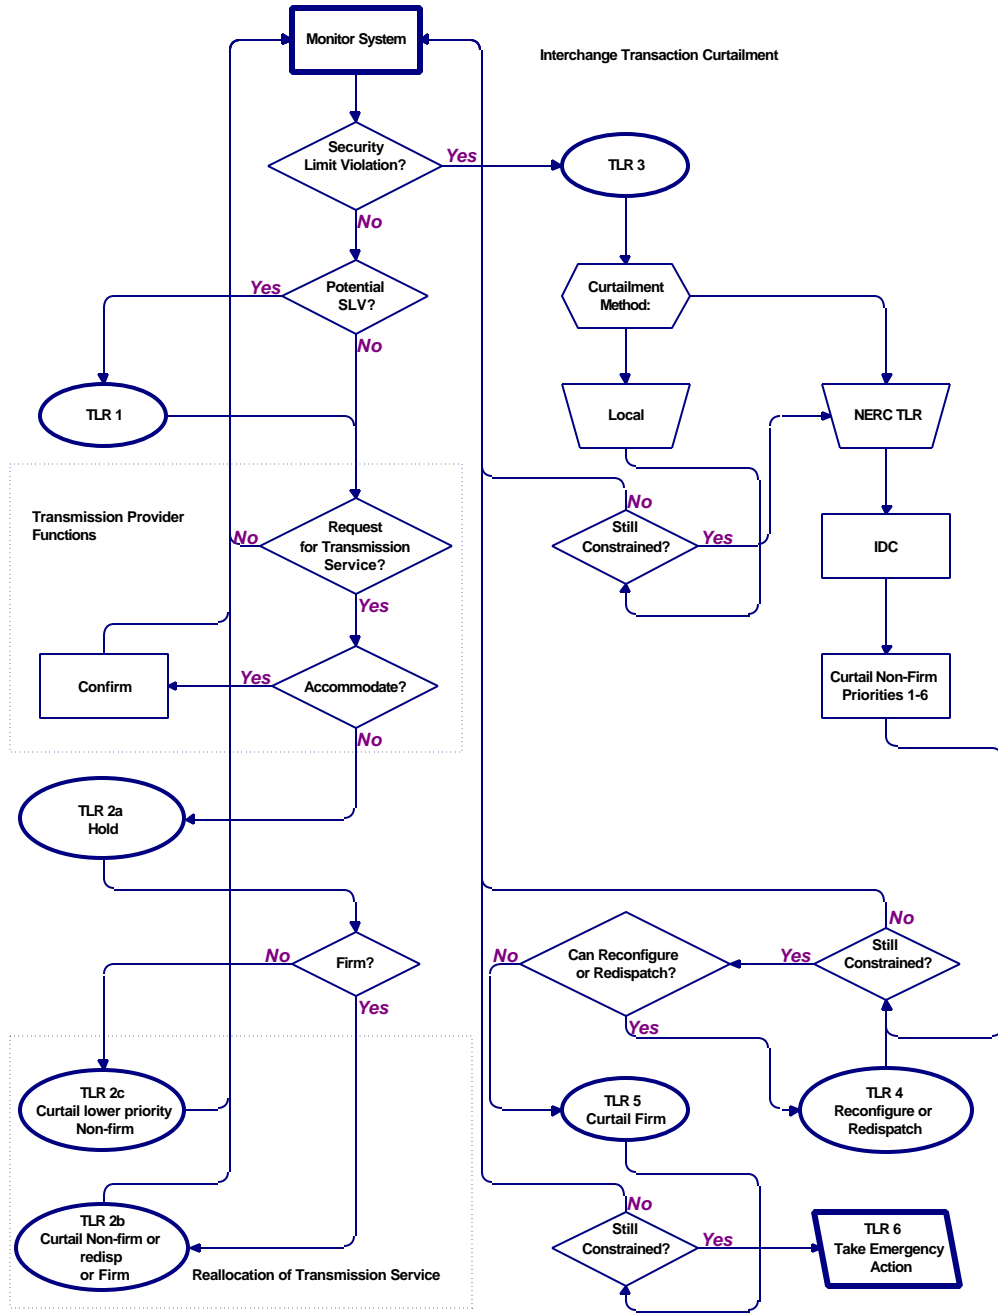 Monitor System
Interchange Transaction Curtailment
Security
Limit Violation?
Yes
TLR 3
No
Potential
SLV?
Yes
No
Curtailment
Method:
TLR 1
Local
NERC TLR
Transmission Provider
Functions
No
Request
for Transmission
Service?
Yes
No
Still
Constrained?
Yes
IDC
Confirm
Yes
Accommodate?
No
Curtail Non-Firm
Priorities 1-6
TLR 2a
Hold
No
Firm?
Yes
No
Can Reconfigure
or Redispatch?
Yes
Yes
No
Still
Constrained?
TLR 2c
Curtail lower priority
Non-firm
TLR 5
Curtail Firm
TLR 4
Reconfigure or
Redispatch
TLR 2b
Curtail Non-firm or
redisp
or Firm
Reallocation of Transmission Service
No
Still
Constrained?
Yes
TLR 6
Take Emergency
Action